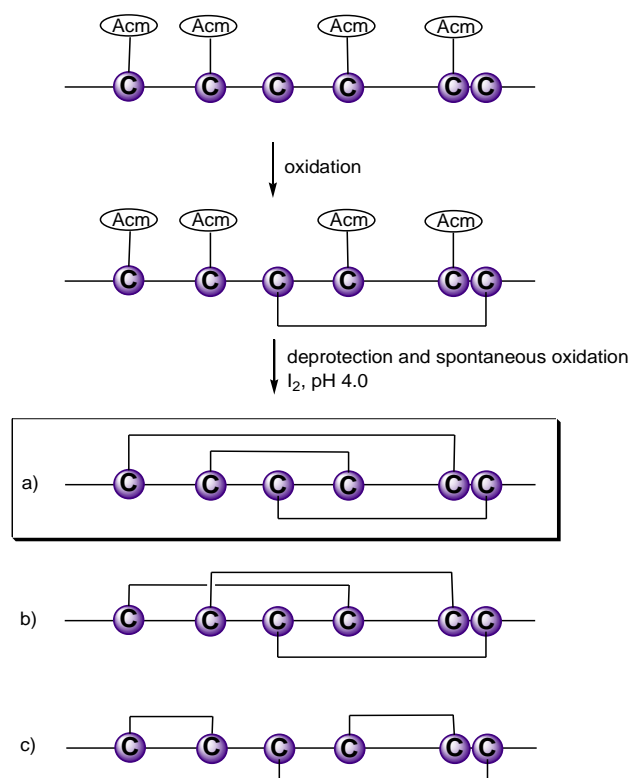 Acm Acm Acm Acm
C C C C C C
oxidation
Acm Acm Acm Acm
C C C C C C
deprotection and spontaneous oxidation
I₂, pH 4.0
a) C C C C C C
b) C C C C C C
c) C C C C C C